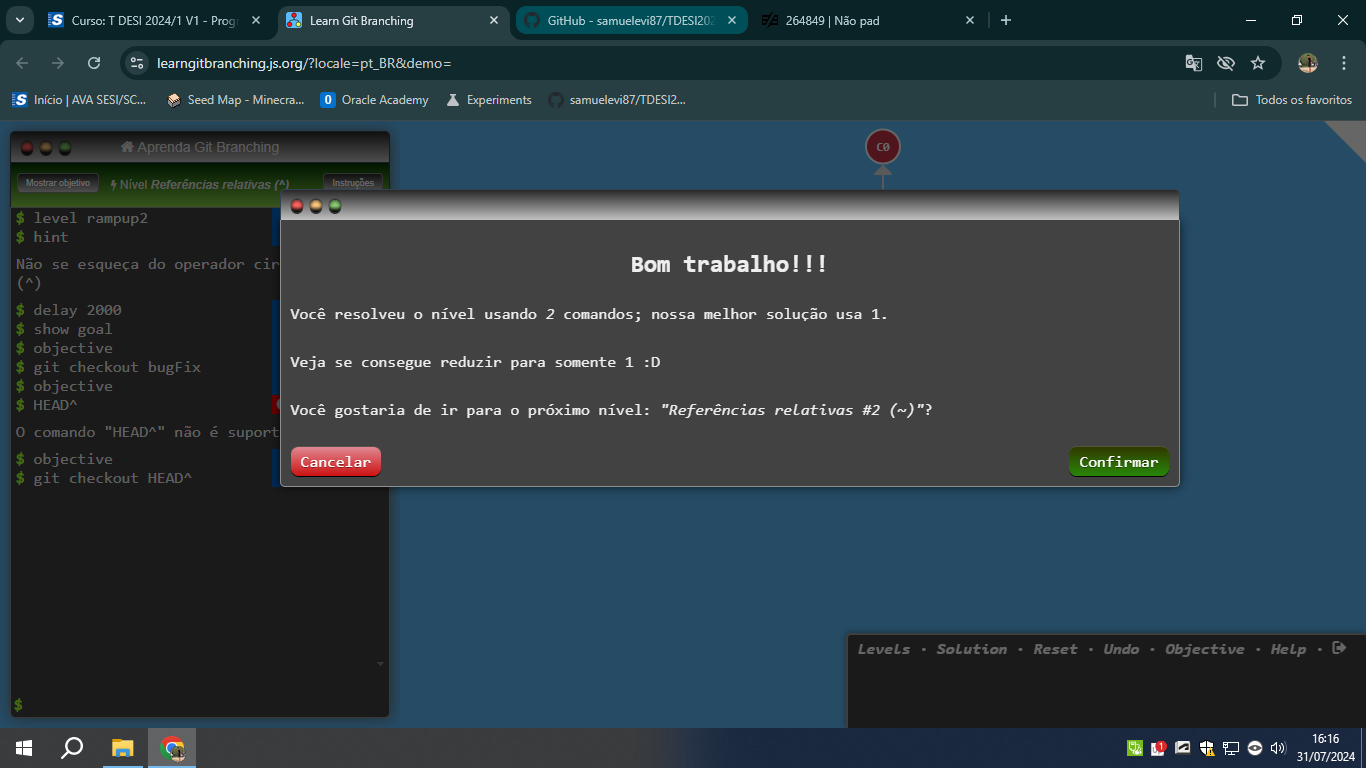 Curso: T DESI 2024/1 V1 - Prog
Learn Git Branching
GitHub - samuelevi87/TDESI202
264849 | Não pad
learngitbranching.js.org/?locale=pt_BR&demo=
Início | AVA SESI/SC...
Seed Map - Minecra...
Oracle Academy
Experiments
samuelevi87/TDESI2...
Todos os favoritos
C0
Aprenda Git Branching
Mostrar objetivo
Nível Referências relativas (^)
Instruções
$ level rampup2
$ hint
Não se esqueça do operador cir
(^)
$ delay 2000
$ show goal
$ objective
$ git checkout bugFix
$ objective
$ HEAD^
O comando "HEAD^" não é suport
$ objective
$ git checkout HEAD^
$
Bom trabalho!!!
Você resolveu o nível usando 2 comandos; nossa melhor solução usa 1.
Veja se consegue reduzir para somente 1 :D
Você gostaria de ir para o próximo nível: "Referências relativas #2 (~)"?
Cancelar
Confirmar
Levels · Solution · Reset · Undo · Objective · Help ·
1
16:16
31/07/2024